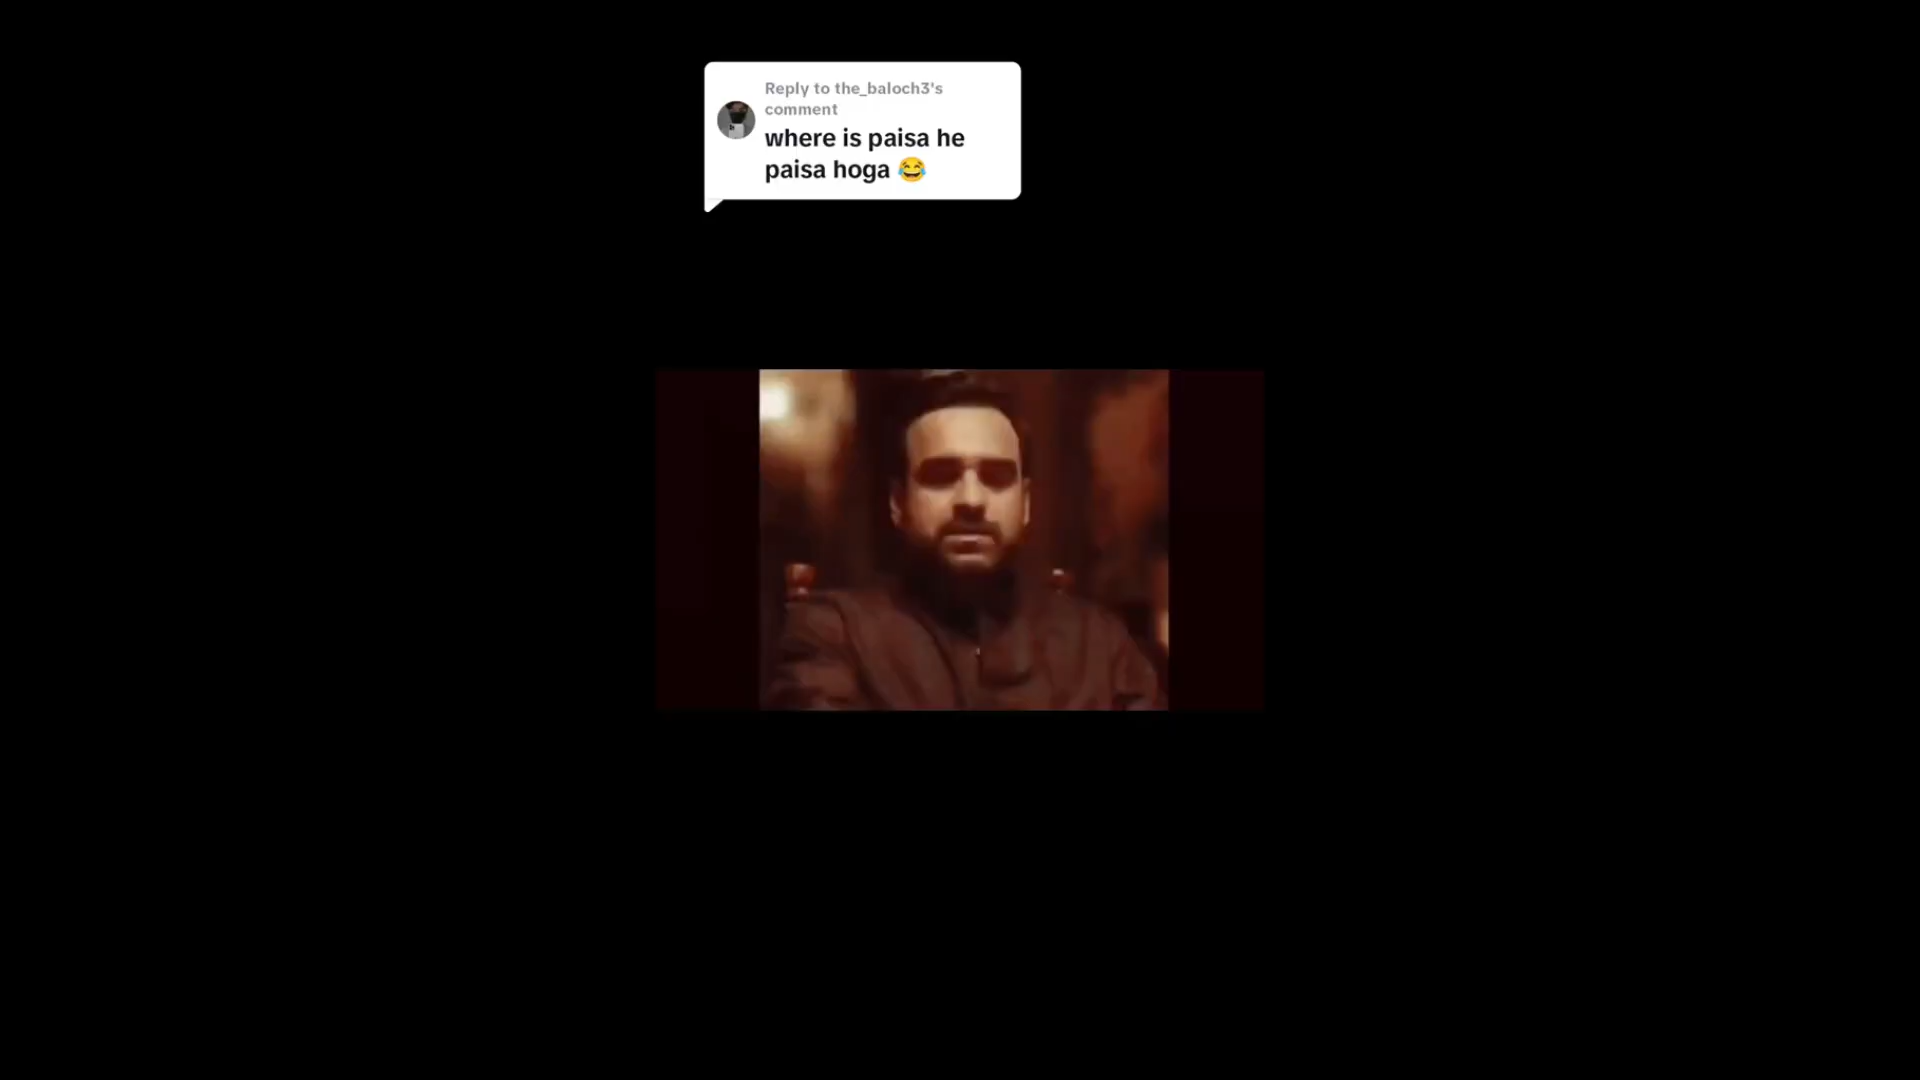 Reply to the_baloch3's
comment
where is paisa he
paisa hoga 😂